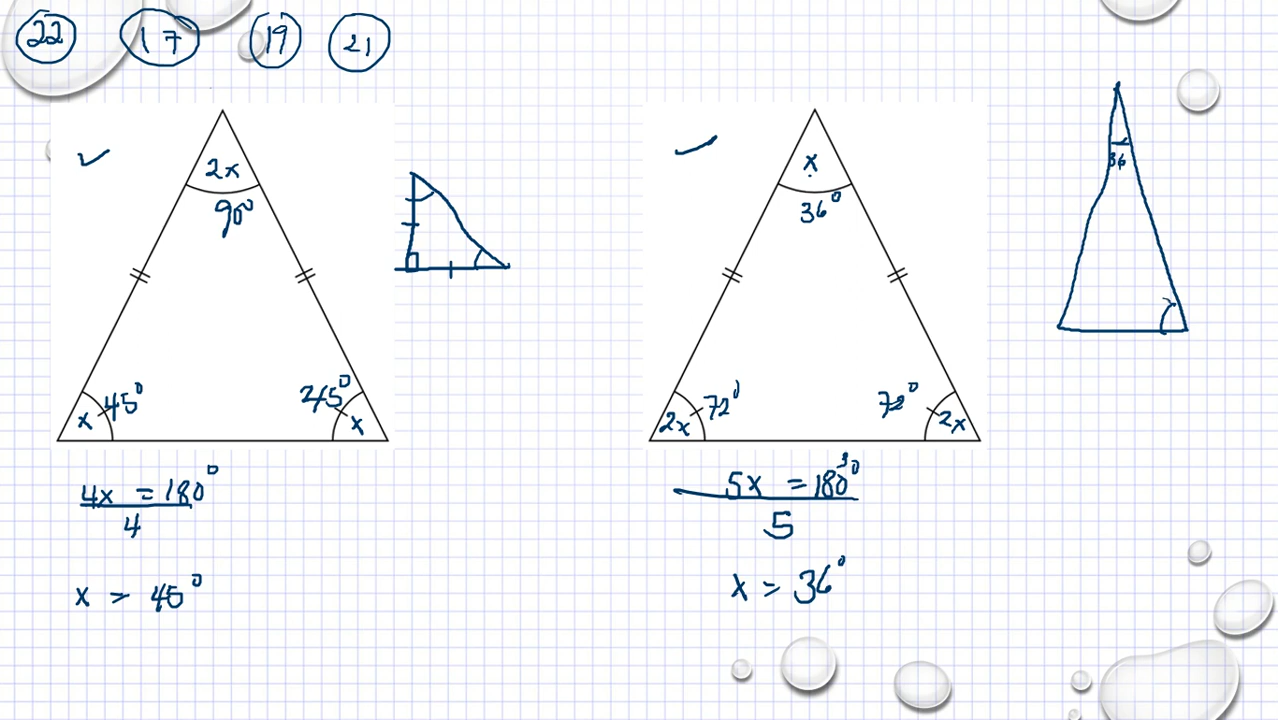 22 17 19 21
2x
90°
x 45°
45° x
4x = 180°
4
x = 45°
x
36°
2x 72°
72° 2x
5x = 180°
5
x = 36°
36